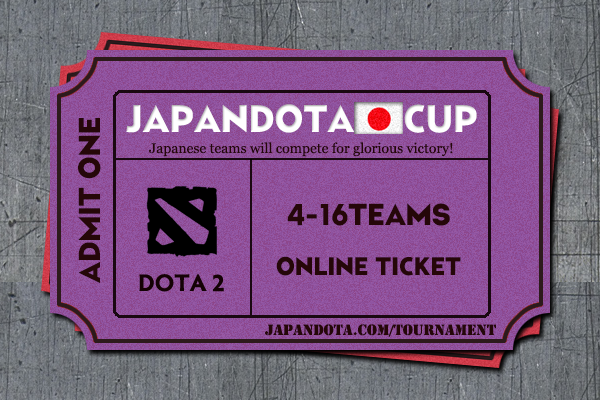 JAPANDOTA CUP
Japanese teams will compete for glorious victory!
ADMIT ONE
4-16TEAMS
ONLINE TICKET
DOTA 2
JAPANDOTA.COM/TOURNAMENT